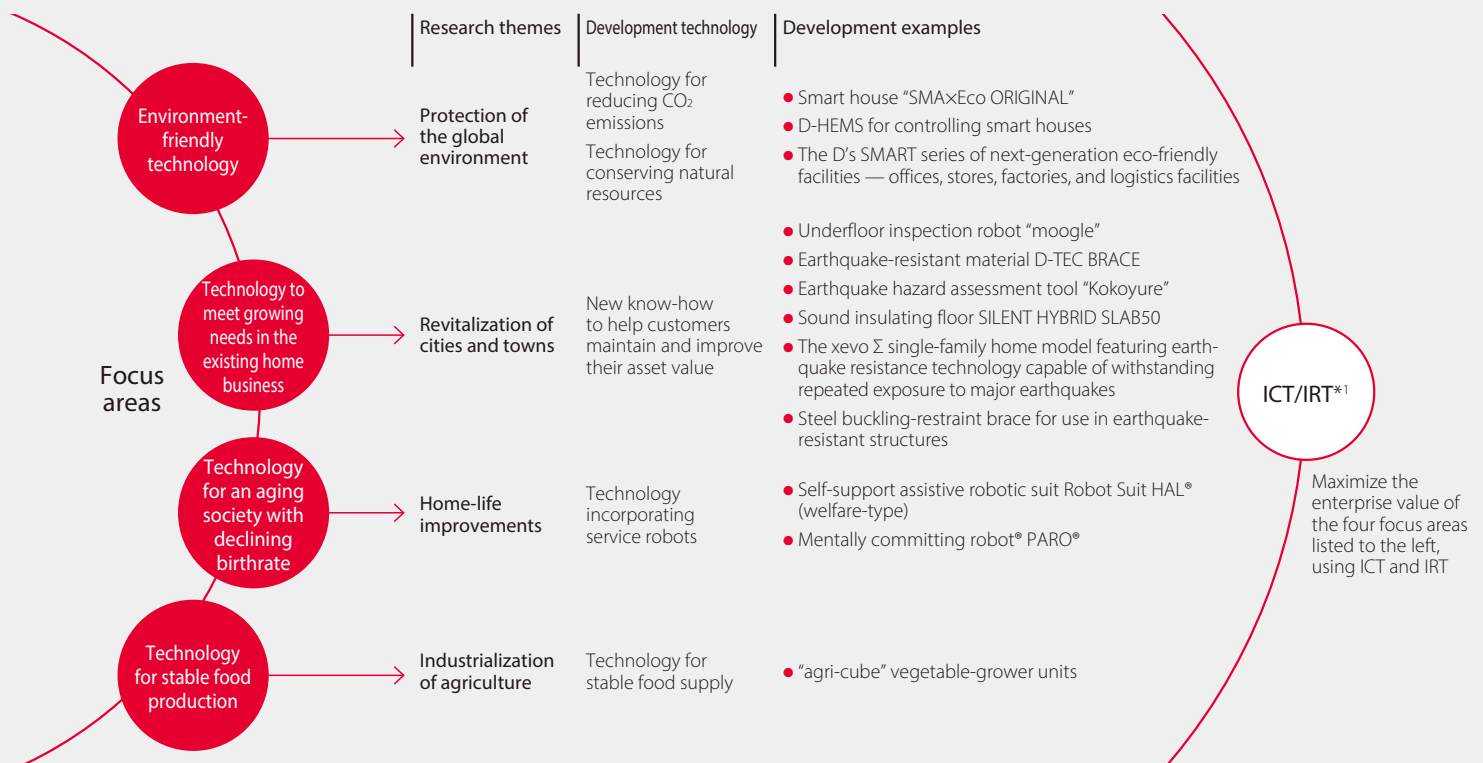 Research themes
Development technology
Development examples
Focus
areas
Environment-
friendly
technology
Protection of
the global
environment
Technology for
reducing CO2
emissions
Technology for
conserving natural
resources
● Smart house “SMA×Eco ORIGINAL”
● D-HEMS for controlling smart houses
● The D’s SMART series of next-generation eco-friendly
facilities — offices, stores, factories, and logistics facilities
Technology to
meet growing
needs in the
existing home
business
Revitalization of
cities and towns
New know-how
to help customers
maintain and improve
their asset value
● Underfloor inspection robot “moogle”
● Earthquake-resistant material D-TEC BRACE
● Earthquake hazard assessment tool “Kokoyure”
● Sound insulating floor SILENT HYBRID SLAB50
● The xevo Σ single-family home model featuring earth-
quake resistance technology capable of withstanding
repeated exposure to major earthquakes
● Steel buckling-restraint brace for use in earthquake-
resistant structures
Technology
for an aging
society with
declining
birthrate
Home-life
improvements
Technology
incorporating
service robots
● Self-support assistive robotic suit Robot Suit HAL®
(welfare-type)
● Mentally committing robot® PARO®
Technology
for stable food
production
Industrialization
of agriculture
Technology for
stable food supply
● “agri-cube” vegetable-grower units
ICT/IRT*1
Maximize the
enterprise value of
the four focus areas
listed to the left,
using ICT and IRT